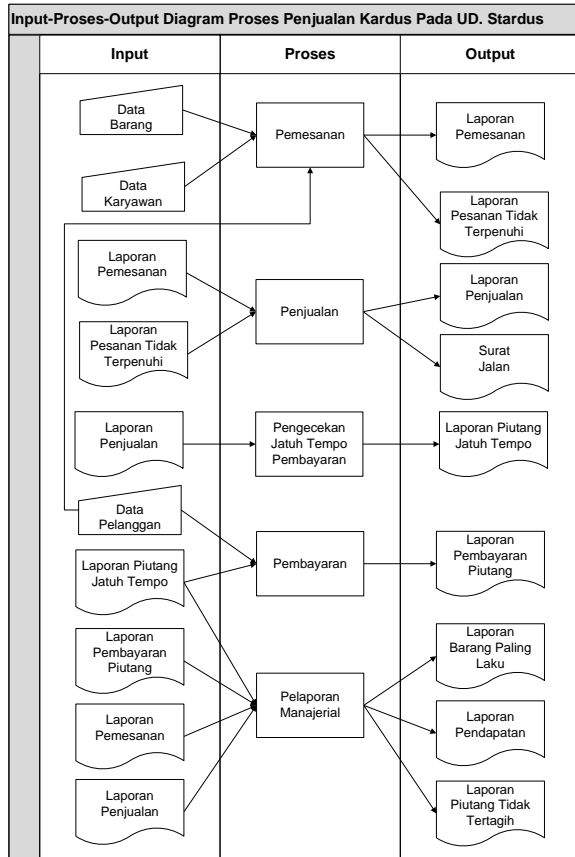 Input-Proses-Output Diagram Proses Penjualan Kardus Pada UD. Stardus
Input
Proses
Output
Data
Barang
Data
Karyawan
Pemesanan
Laporan
Pemesanan
Laporan
Pesanan Tidak
Terpenuhi
Laporan
Pemesanan
Laporan
Pesanan Tidak
Terpenuhi
Penjualan
Laporan
Penjualan
Surat
Jalan
Laporan
Penjualan
Pengecekan
Jatuh Tempo
Pembayaran
Laporan Piutang
Jatuh Tempo
Data
Pelanggan
Laporan Piutang
Jatuh Tempo
Pembayaran
Laporan
Pembayaran
Piutang
Laporan
Pembayaran
Piutang
Laporan
Pemesanan
Laporan
Penjualan
Pelaporan
Manajerial
Laporan
Barang Paling
Laku
Laporan
Pendapatan
Laporan
Piutang Tidak
Tertagih